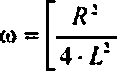 ω = [ R² / 4 · L²